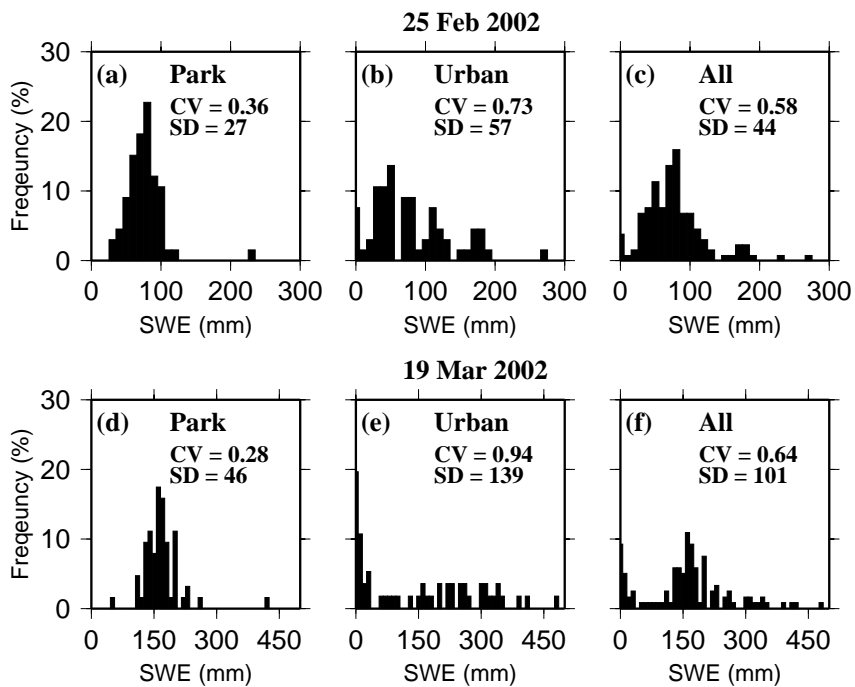 25 Feb 2002
30
20
10
0
Freqeuncy (%)
(a) Park
CV = 0.36
SD = 27
0 100 200 300
SWE (mm)
(b) Urban
CV = 0.73
SD = 57
0 100 200 300
SWE (mm)
(c) All
CV = 0.58
SD = 44
0 100 200 300
SWE (mm)
19 Mar 2002
30
20
10
0
Freqeuncy (%)
(d) Park
CV = 0.28
SD = 46
0 150 300 450
SWE (mm)
(e) Urban
CV = 0.94
SD = 139
0 150 300 450
SWE (mm)
(f) All
CV = 0.64
SD = 101
0 150 300 450
SWE (mm)